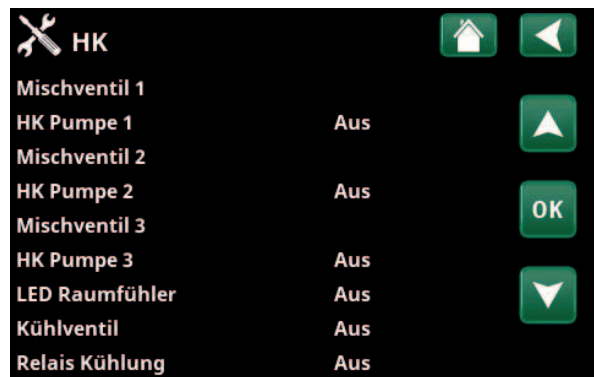 HK
Mischventil 1
HK Pumpe 1 Aus
Mischventil 2
HK Pumpe 2 Aus
OK
Mischventil 3
HK Pumpe 3 Aus
LED Raumfühler Aus
Kühlventil Aus
Relais Kühlung Aus